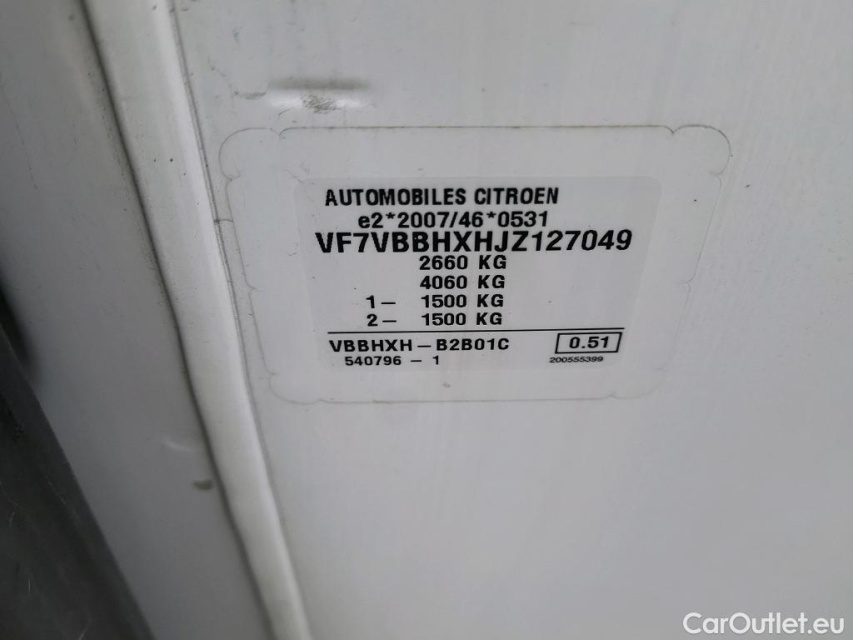 AUTOMOBILES CITROEN
e2*2007/46*0531
VF7VBBHXHJZ127049
2660 KG
4060 KG
1- 1500 KG
2- 1500 KG
VBBHXH - B2B01C 0.51
540796 - 1 200555399
CarOutlet.eu